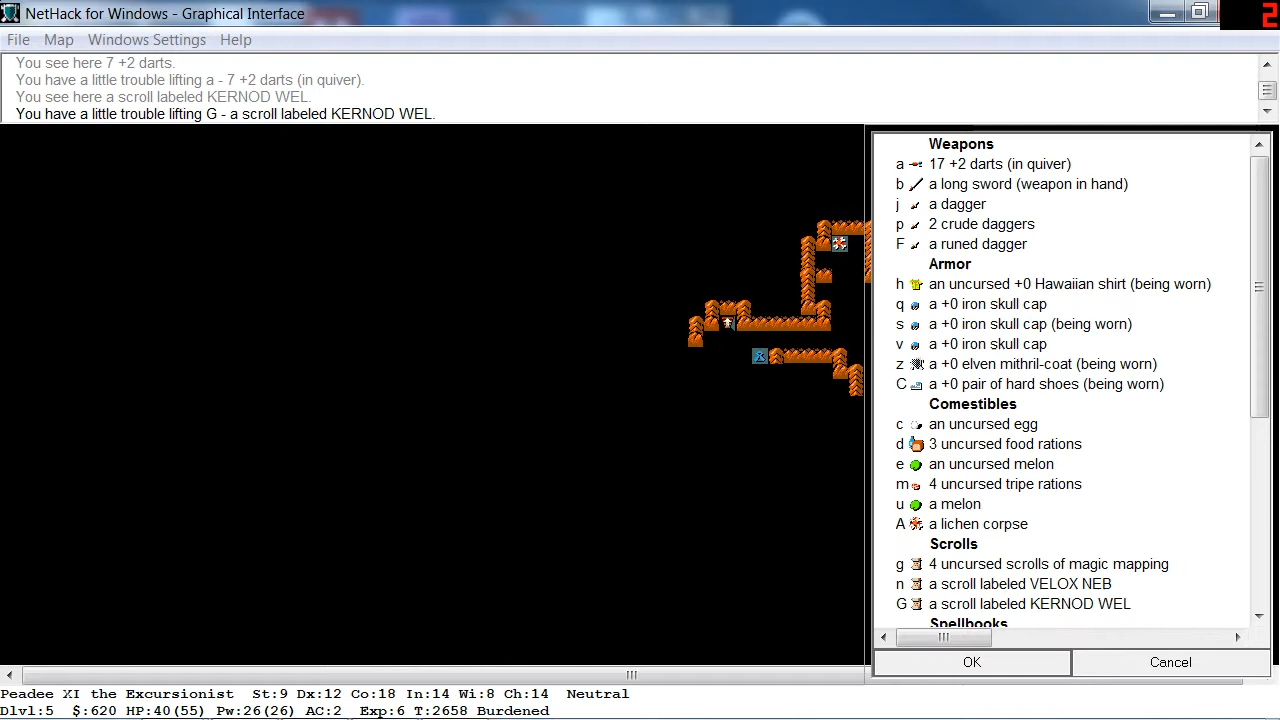 NetHack for Windows - Graphical Interface
2
File Map Windows Settings Help
You see here 7 +2 darts.
You have a little trouble lifting a - 7 +2 darts (in quiver).
You see here a scroll labeled KERNOD WEL.
You have a little trouble lifting G - a scroll labeled KERNOD WEL.
Weapons
a 17 +2 darts (in quiver)
b a long sword (weapon in hand)
j a dagger
p 2 crude daggers
F a runed dagger
Armor
h an uncursed +0 Hawaiian shirt (being worn)
q a +0 iron skull cap
s a +0 iron skull cap (being worn)
v a +0 iron skull cap
z a +0 elven mithril-coat (being worn)
C a +0 pair of hard shoes (being worn)
Comestibles
c an uncursed egg
d 3 uncursed food rations
e an uncursed melon
m 4 uncursed tripe rations
u a melon
A a lichen corpse
Scrolls
g 4 uncursed scrolls of magic mapping
n a scroll labeled VELOX NEB
G a scroll labeled KERNOD WEL
Spellbooks
OK Cancel
Peadee XI the Excursionist St:9 Dx:12 Co:18 In:14 Wi:8 Ch:14 Neutral
Dlvl:5 $:620 HP:40(55) Pw:26(26) AC:2 Exp:6 T:2658 Burdened